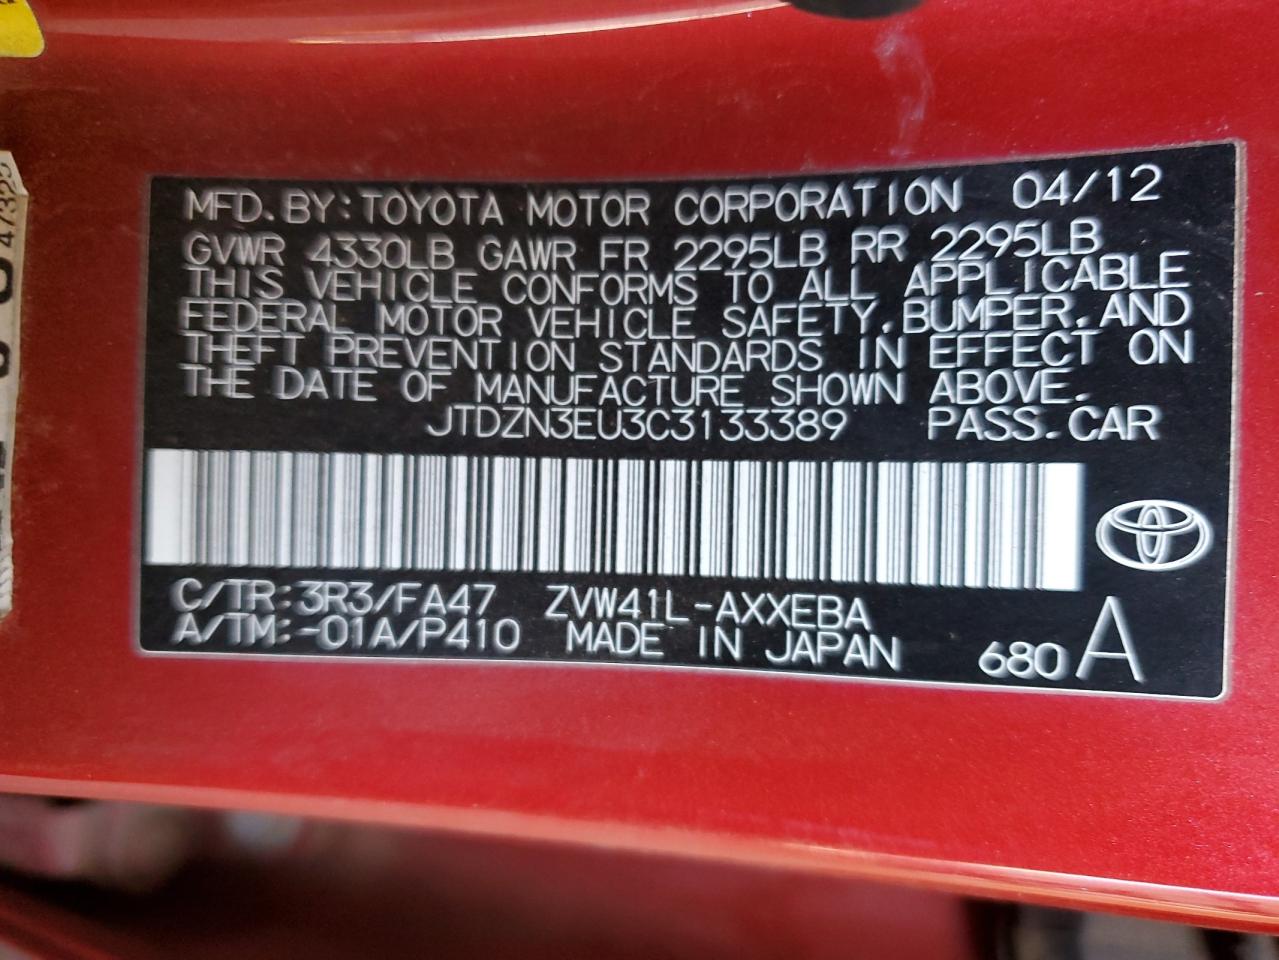 MFD. BY: TOYOTA MOTOR CORPORATION 04/12
GVWR 4330LB GAWR FR 2295LB RR 2295LB
THIS VEHICLE CONFORMS TO ALL APPLICABLE
FEDERAL MOTOR VEHICLE SAFETY, BUMPER, AND
THEFT PREVENTION STANDARDS IN EFFECT ON
THE DATE OF MANUFACTURE SHOWN ABOVE.
JTDZN3EU3C3133389 PASS. CAR
C/TR: 3R3/FA47 ZVW41L-AXXEBA
A/TM: -01A/P410 MADE IN JAPAN 680 A